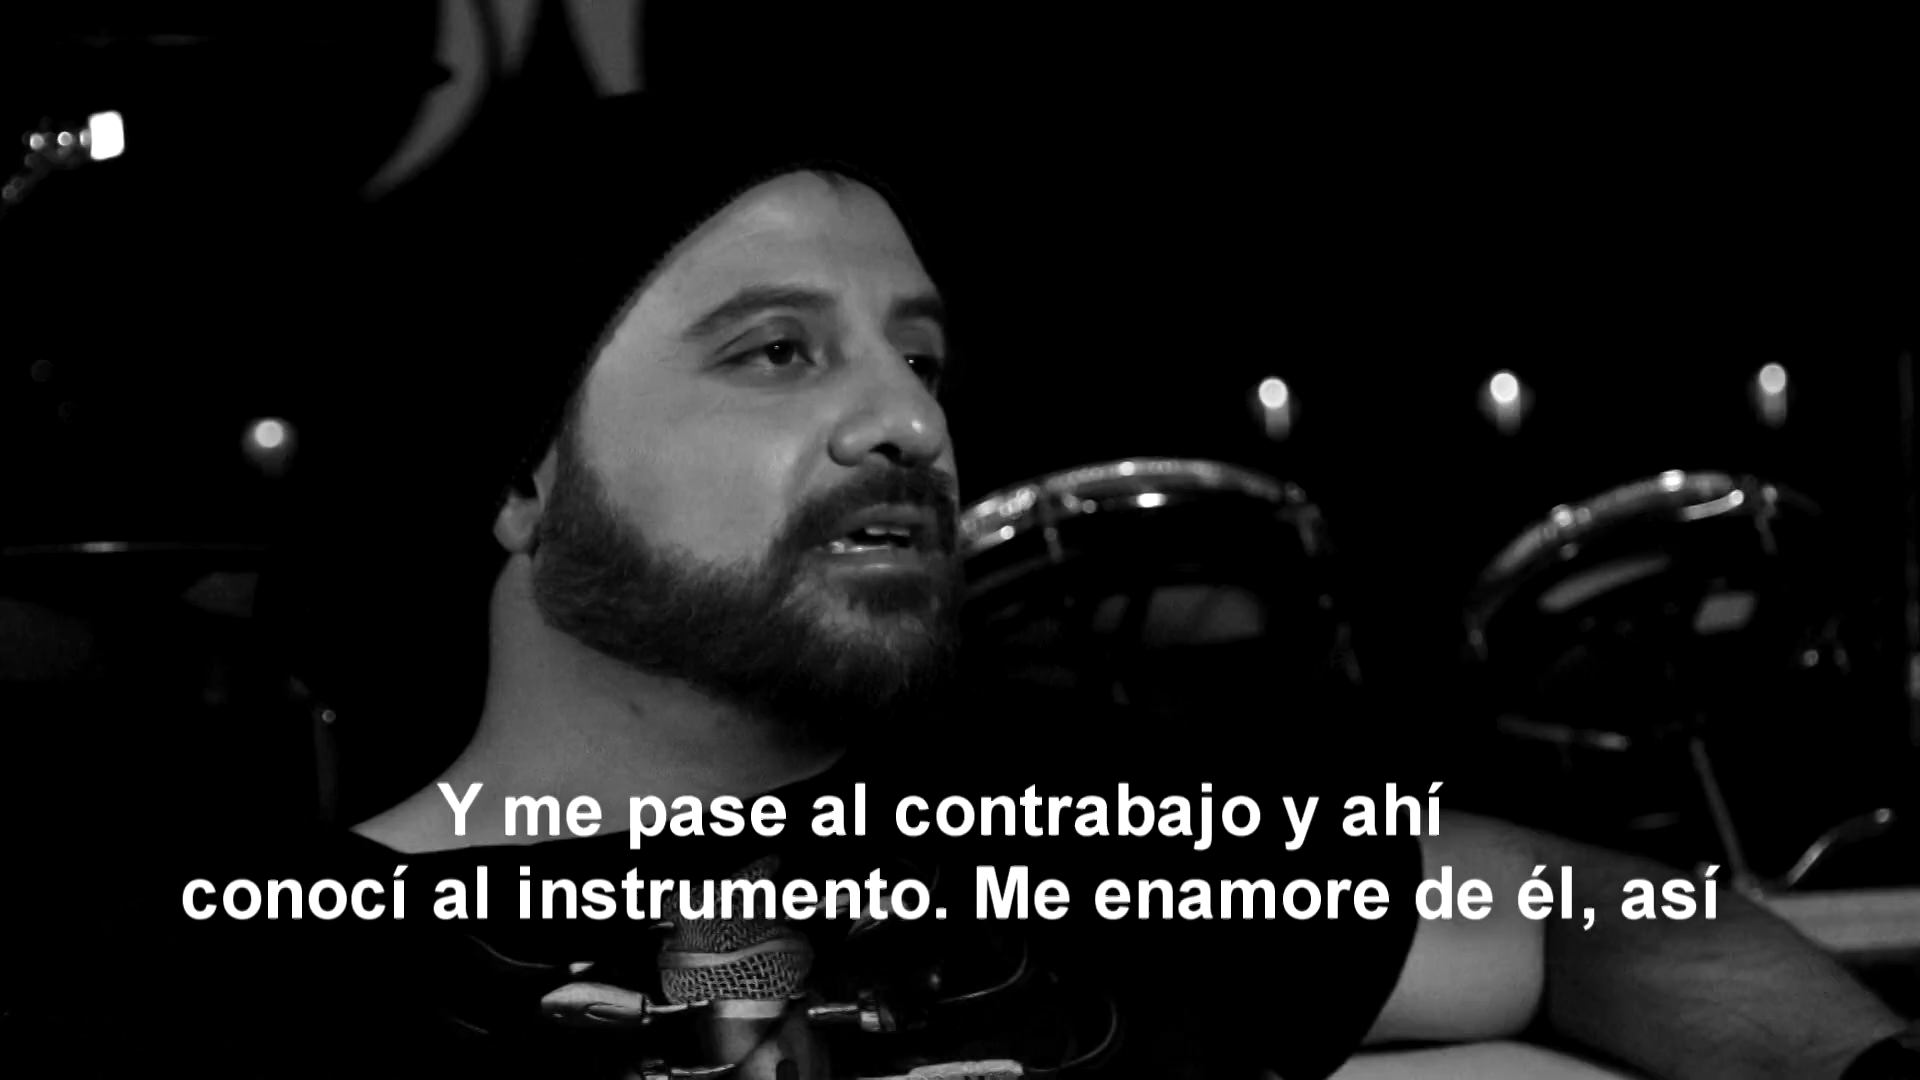 Y me pase al contrabajo y ahí
conocí al instrumento. Me enamore de él, así